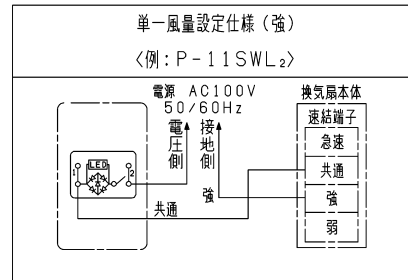 単一風量設定仕様（強）
〈例：P－11SWL₂〉
電源 AC100V
50/60Hz
電圧側
接地側
換気扇本体
速結端子
急速
共通
強
弱
LED
1
2
共通
強